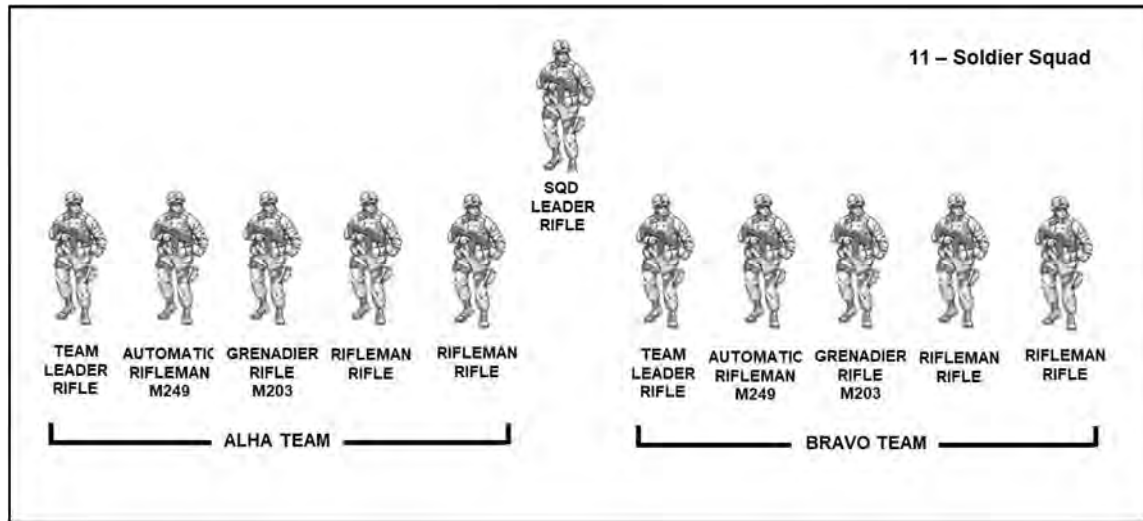 11 – Soldier Squad
SQD
LEADER
RIFLE
TEAM
LEADER
RIFLE
AUTOMATIC
RIFLEMAN
M249
GRENADIER
RIFLE
M203
RIFLEMAN
RIFLE
RIFLEMAN
RIFLE
ALHA TEAM
TEAM
LEADER
RIFLE
AUTOMATIC
RIFLEMAN
M249
GRENADIER
RIFLE
M203
RIFLEMAN
RIFLE
RIFLEMAN
RIFLE
BRAVO TEAM